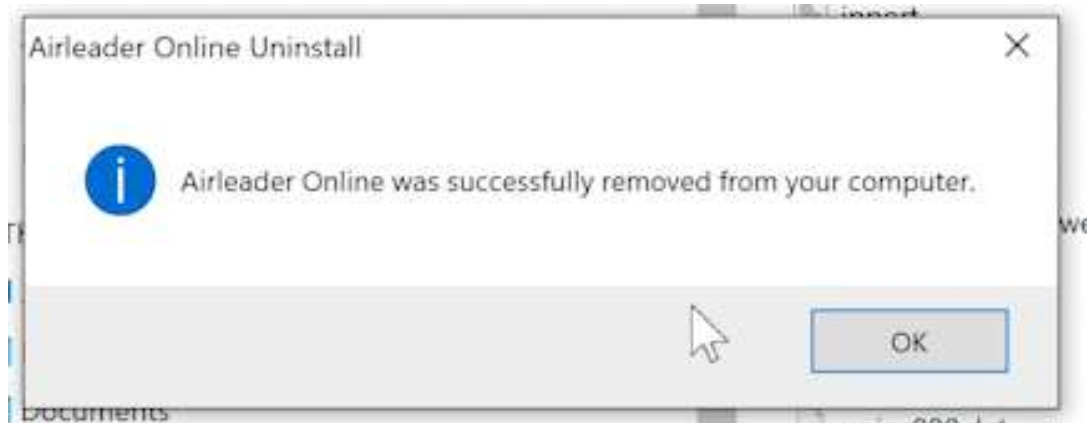 Airleader Online Uninstall
Airleader Online was successfully removed from your computer.
OK
Documents